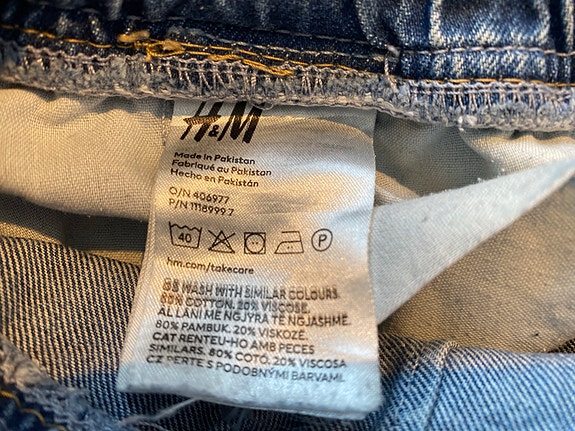 H&M
Made in Pakistan
Fabriqué au Pakistan
Hecho en Pakistán
O/N 406977
P/N 1118999 7
40 P
hm.com/takecare
GB WASH WITH SIMILAR COLOURS.
80% COTTON. 20% VISCOSE.
AL LANI ME NGJYRA TË NGJASHME.
80% PAMBUK. 20% VISKOZË.
CAT RENTEU-HO AMB PECES
SIMILARS. 80% COTÓ. 20% VISCOSA
CZ PERTE S PODOBNÝMI BARVAMI.